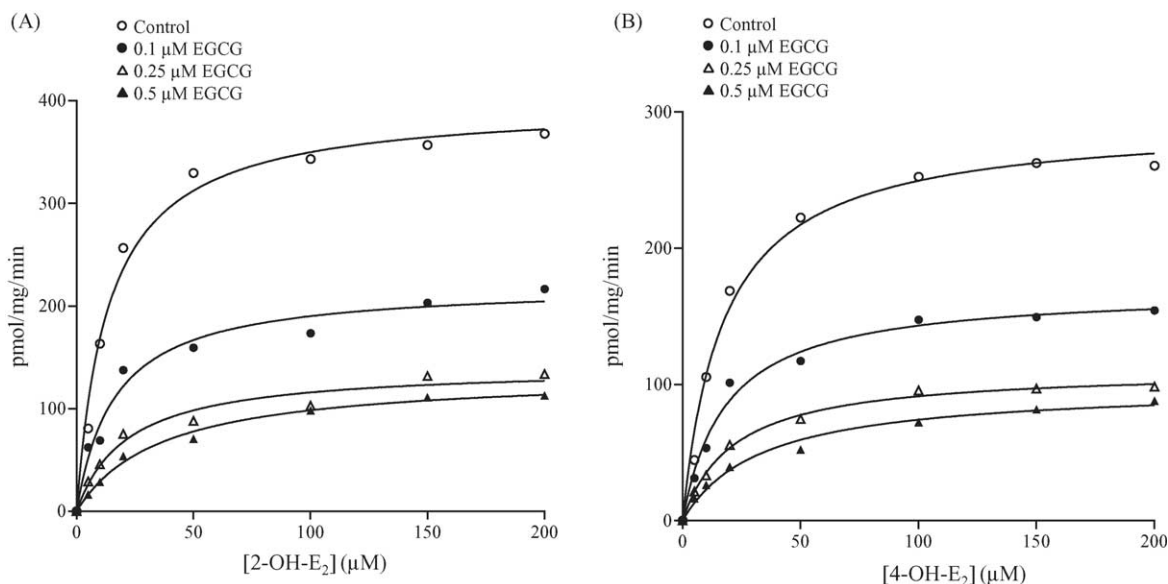 (A)
○ Control
● 0.1 μM EGCG
△ 0.25 μM EGCG
▲ 0.5 μM EGCG
400
300
200
100
0
pmol/mg/min
0 50 100 150 200
[2-OH-E₂] (μM)
(B)
○ Control
● 0.1 μM EGCG
△ 0.25 μM EGCG
▲ 0.5 μM EGCG
300
200
100
0
pmol/mg/min
0 50 100 150 200
[4-OH-E₂] (μM)